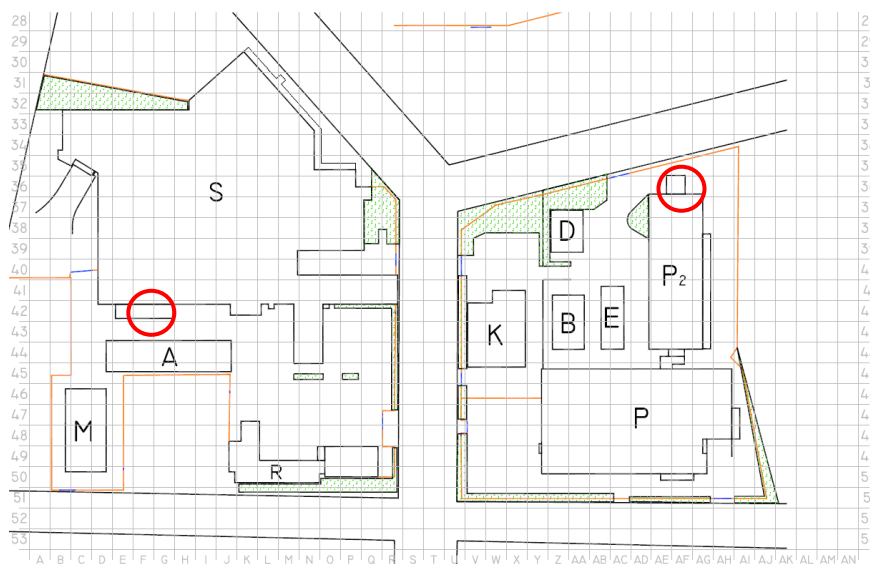 28
29
30
31
32
33
34
35
36
S
37
38
D
39
40
P2
41
42
E
43
K
B
44
A
45
46
47
P
48
M
49
50
R
51
52
53
A B C D E F G H I J K L M N O P Q R S T U V W X Y Z AA AB AC AD AE AF AG AH AI AJ AK AL AM AN